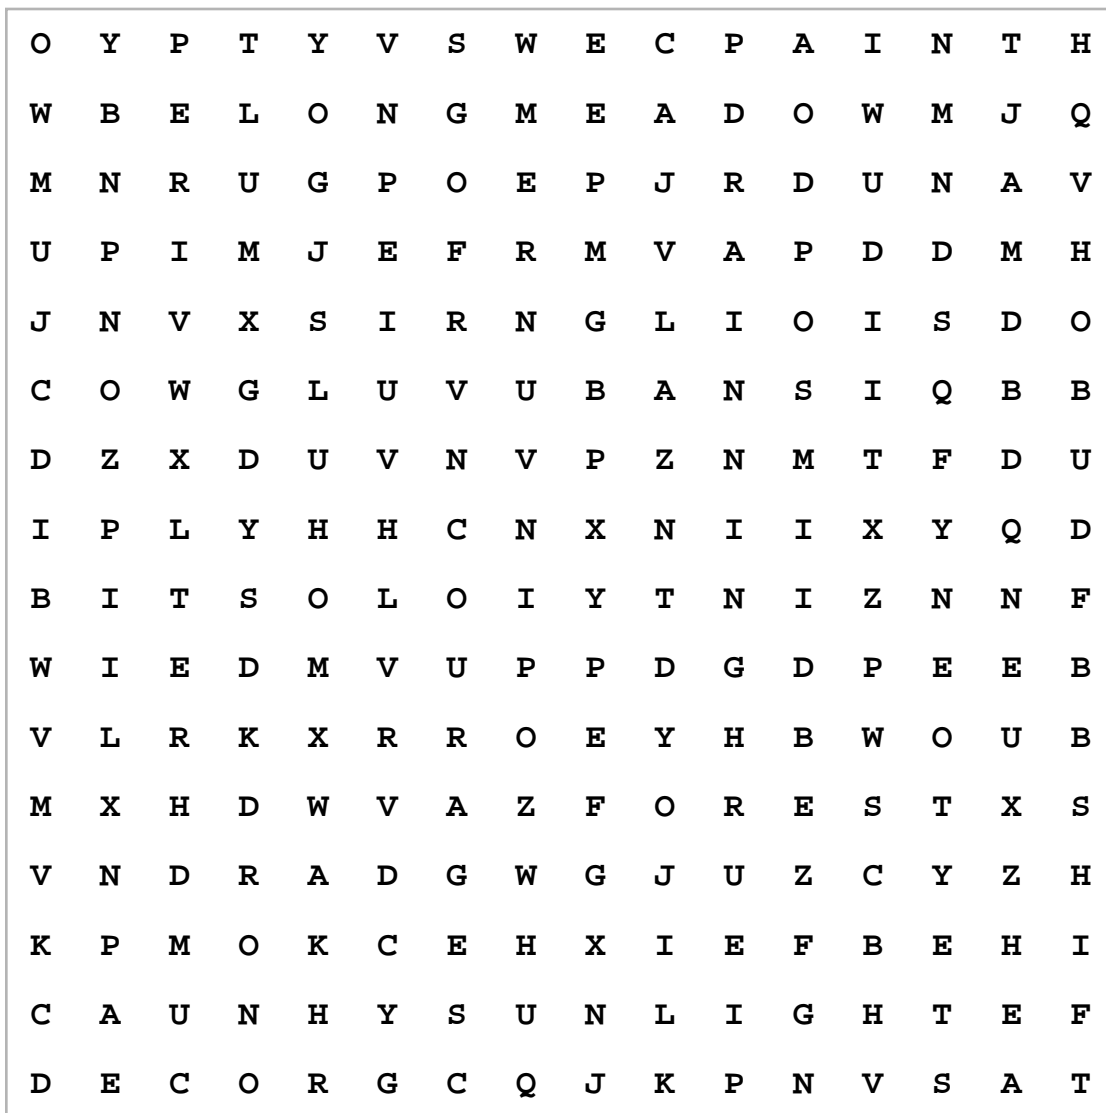 O Y P T Y V S W E C P A I N T H
W B E L O N G M E A D O W M J Q
M N R U G P O E P J R D U N A V
U P I M J E F R M V A P D D M H
J N V X S I R N G L I O I S D O
C O W G L U V U B A N S I Q B B
D Z X D U V N V P Z N M T F D U
I P L Y H H C N X N I I X Y Q D
B I T S O L O I Y T N I Z N N F
W I E D M V U P P D G D P E E B
V L R K X R R O E Y H B W O U B
M X H D W V A Z F O R E S T X S
V N D R A D G W G J U Z C Y Z H
K P M O K C E H X I E F B E H I
C A U N H Y S U N L I G H T E F
D E C O R G C Q J K P N V S A T